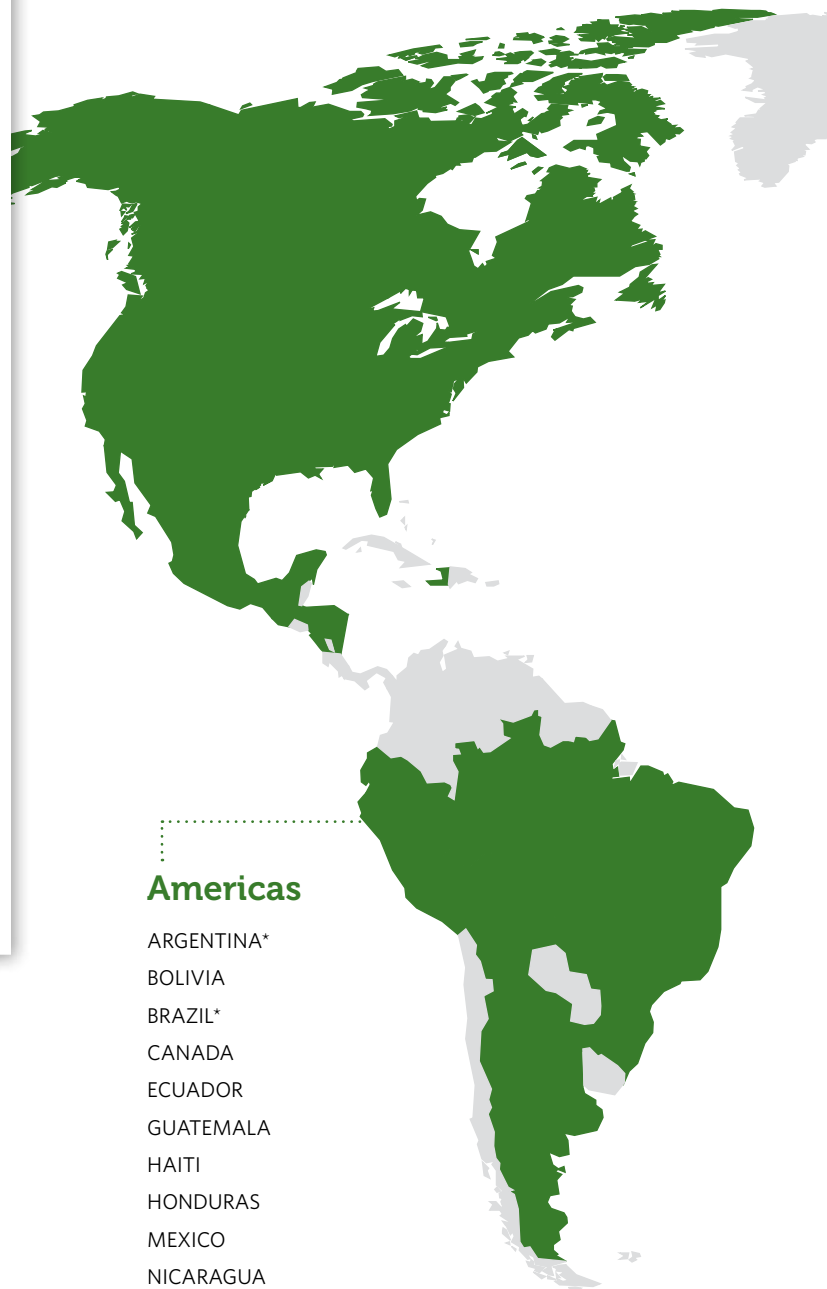 Americas
ARGENTINA*
BOLIVIA
BRAZIL*
CANADA
ECUADOR
GUATEMALA
HAITI
HONDURAS
MEXICO
NICARAGUA